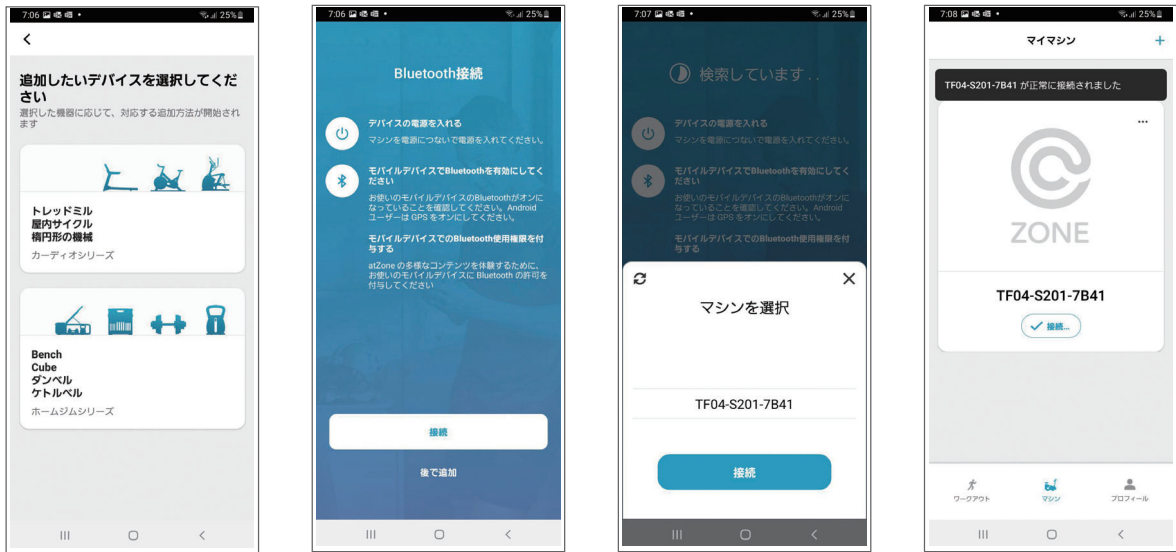 7:06
25%
追加したいデバイスを選択してくだ
さい
選択した機器に応じて、対応する追加方法が開始され
ます
トレッドミル
屋内サイクル
楕円形の機械
カーディオシリーズ
Bench
Cube
ダンベル
ケトルベル
ホームジムシリーズ
7:06
25%
Bluetooth接続
デバイスの電源を入れる
マシンを電源につないで電源を入れてください。
モバイルデバイスでBluetoothを有効にしてく
ださい
お使いのモバイルデバイスのBluetoothがオンに
なっていることを確認してください。Android
ユーザーは GPS をオンにしてください。
モバイルデバイスでのBluetooth使用権限を付
与する
atZone の多様なコンテンツを体験するために、
お使いのモバイルデバイスに Bluetooth の許可を
付与してください
接続
後で追加
7:07
25%
検索しています . .
デバイスの電源を入れる
マシンを電源につないで電源を入れてください。
モバイルデバイスでBluetoothを有効にしてく
ださい
お使いのモバイルデバイスのBluetoothがオンに
なっていることを確認してください。Android
ユーザーは GPS をオンにしてください。
モバイルデバイスでのBluetooth使用権限を付
与する
マシンを選択
TF04-S201-7B41
接続
7:08
25%
マイマシン
+
TF04-S201-7B41 が正常に接続されました
ZONE
TF04-S201-7B41
接続...
ワークアウト
マシン
プロフィール